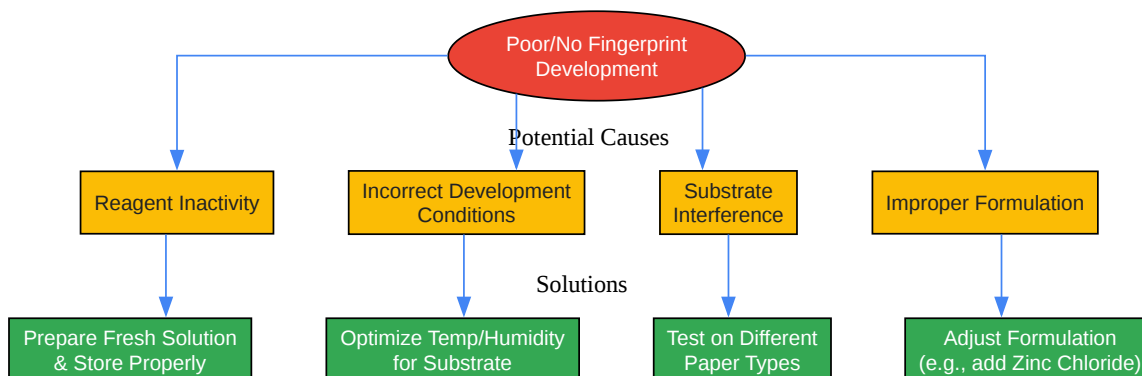 Poor/No Fingerprint
Development
Potential Causes
Reagent Inactivity
Incorrect Development
Conditions
Substrate
Interference
Improper Formulation
Solutions
Prepare Fresh Solution
& Store Properly
Optimize Temp/Humidity
for Substrate
Test on Different
Paper Types
Adjust Formulation
(e.g., add Zinc Chloride)